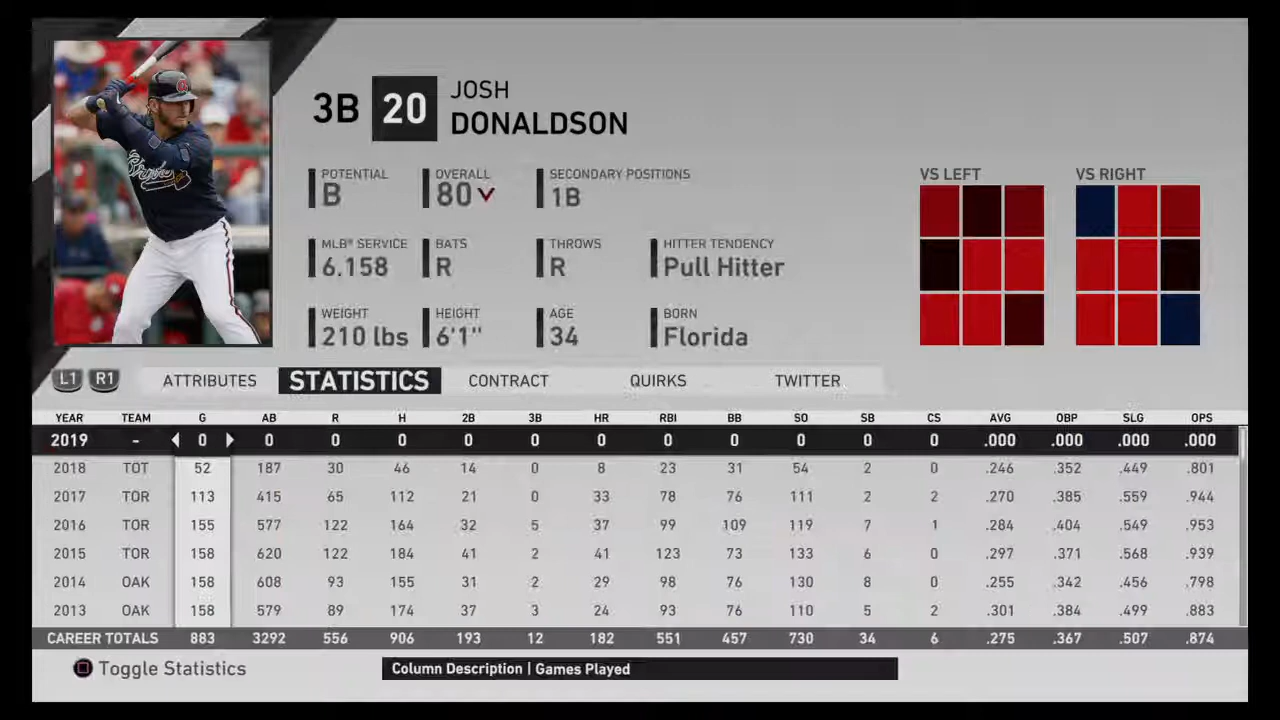 3B 20 JOSH
DONALDSON
POTENTIAL OVERALL SECONDARY POSITIONS
B 80 1B
MLB® SERVICE BATS THROWS HITTER TENDENCY
6.158 R R Pull Hitter
WEIGHT HEIGHT AGE BORN
210 lbs 6'1" 34 Florida
VS LEFT VS RIGHT
L1 R1 ATTRIBUTES STATISTICS CONTRACT QUIRKS TWITTER
YEAR TEAM G AB R H 2B 3B HR RBI BB SO SB CS AVG OBP SLG OPS
2019 - 0 0 0 0 0 0 0 0 0 0 0 0 .000 .000 .000 .000
2018 TOT 52 187 30 46 14 0 8 23 31 54 2 0 .246 .352 .449 .801
2017 TOR 113 415 65 112 21 0 33 78 76 111 2 2 .270 .385 .559 .944
2016 TOR 155 577 122 164 32 5 37 99 109 119 7 1 .284 .404 .549 .953
2015 TOR 158 620 122 184 41 2 41 123 73 133 6 0 .297 .371 .568 .939
2014 OAK 158 608 93 155 31 2 29 98 76 130 8 0 .255 .342 .456 .798
2013 OAK 158 579 89 174 37 3 24 93 76 110 5 2 .301 .384 .499 .883
CAREER TOTALS 883 3292 556 906 193 12 182 551 457 730 34 6 .275 .367 .507 .874
Toggle Statistics Column Description | Games Played